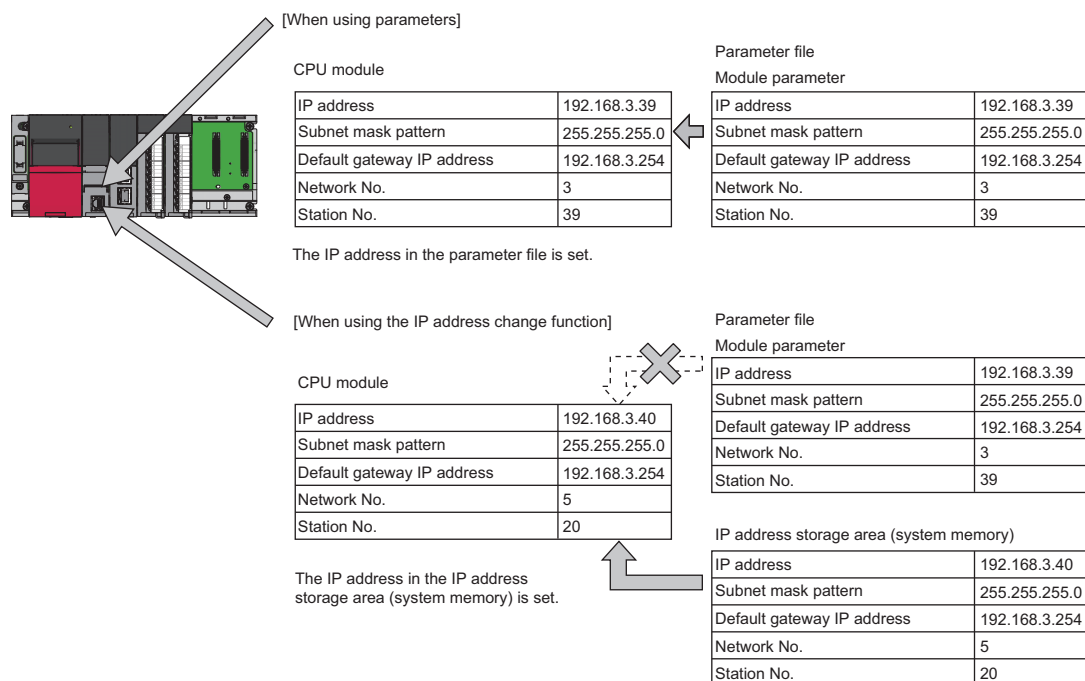 [When using parameters]
CPU module
IP address 192.168.3.39
Subnet mask pattern 255.255.255.0
Default gateway IP address 192.168.3.254
Network No. 3
Station No. 39
The IP address in the parameter file is set.
Parameter file
Module parameter
IP address 192.168.3.39
Subnet mask pattern 255.255.255.0
Default gateway IP address 192.168.3.254
Network No. 3
Station No. 39
[When using the IP address change function]
CPU module
IP address 192.168.3.40
Subnet mask pattern 255.255.255.0
Default gateway IP address 192.168.3.254
Network No. 5
Station No. 20
The IP address in the IP address
storage area (system memory) is set.
Parameter file
Module parameter
IP address 192.168.3.39
Subnet mask pattern 255.255.255.0
Default gateway IP address 192.168.3.254
Network No. 3
Station No. 39
IP address storage area (system memory)
IP address 192.168.3.40
Subnet mask pattern 255.255.255.0
Default gateway IP address 192.168.3.254
Network No. 5
Station No. 20